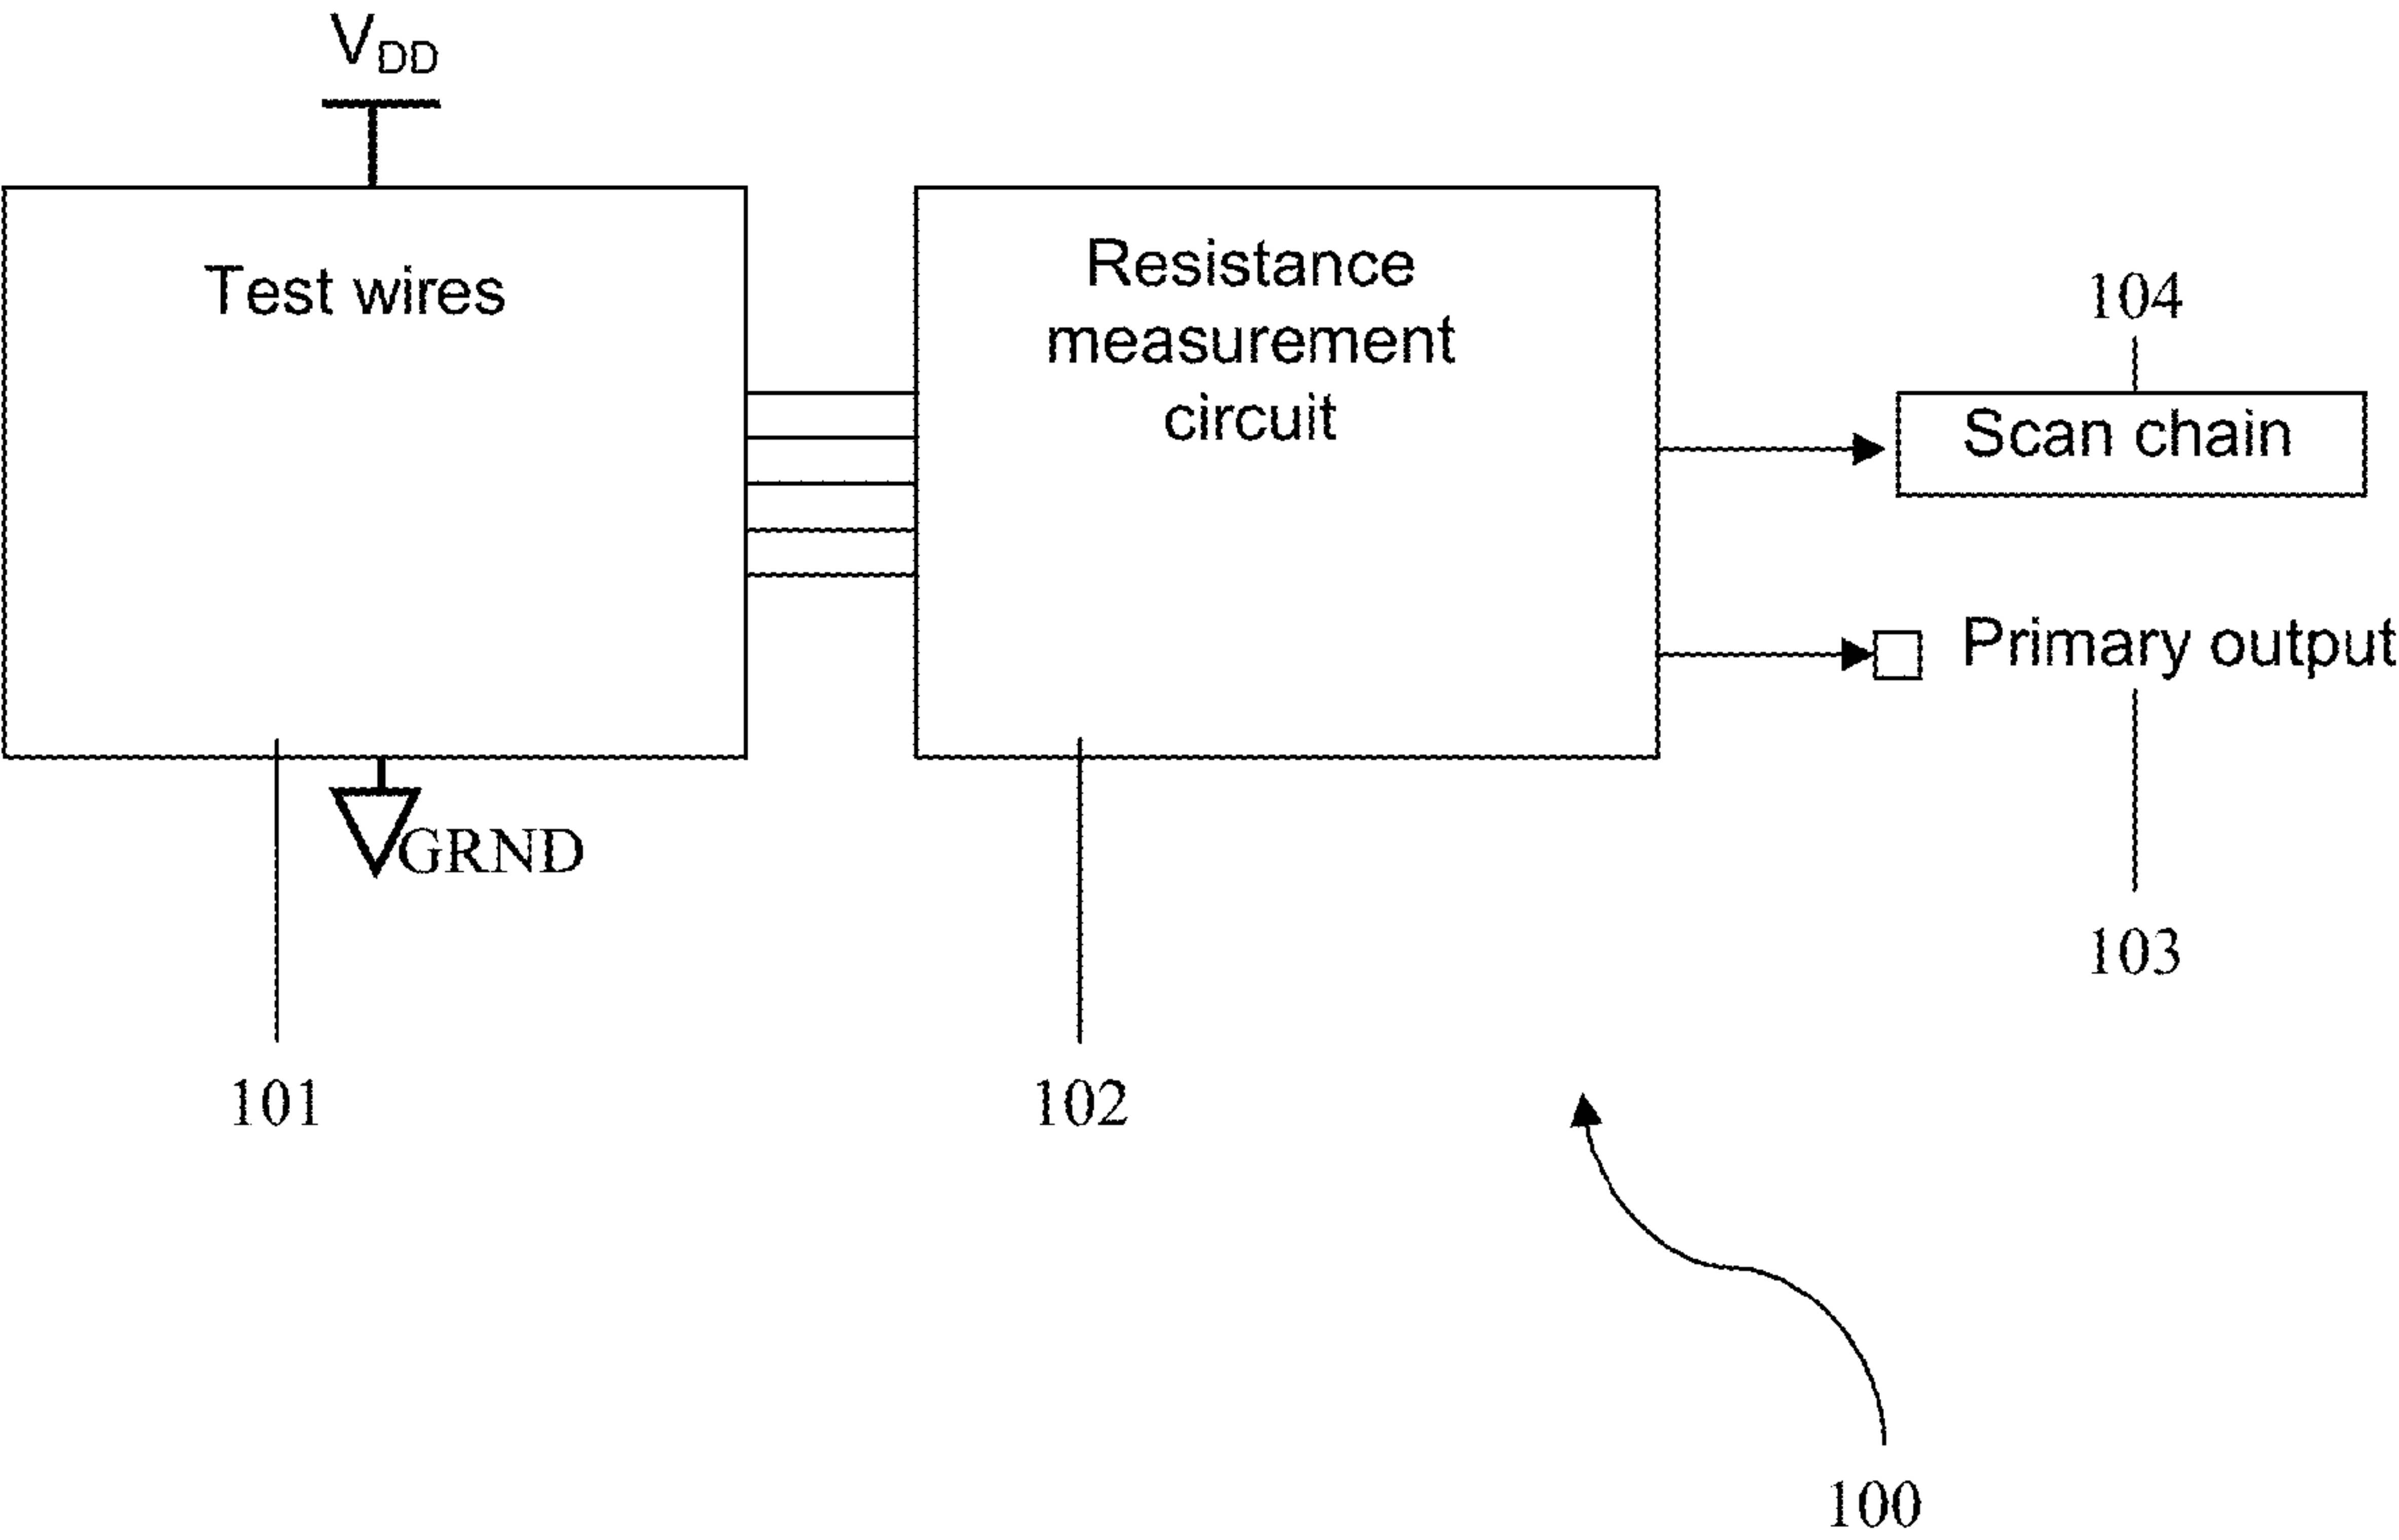 VDD
Test wires
Resistance
measurement
circuit
104
Scan chain
Primary output
GRND
103
101
102
100